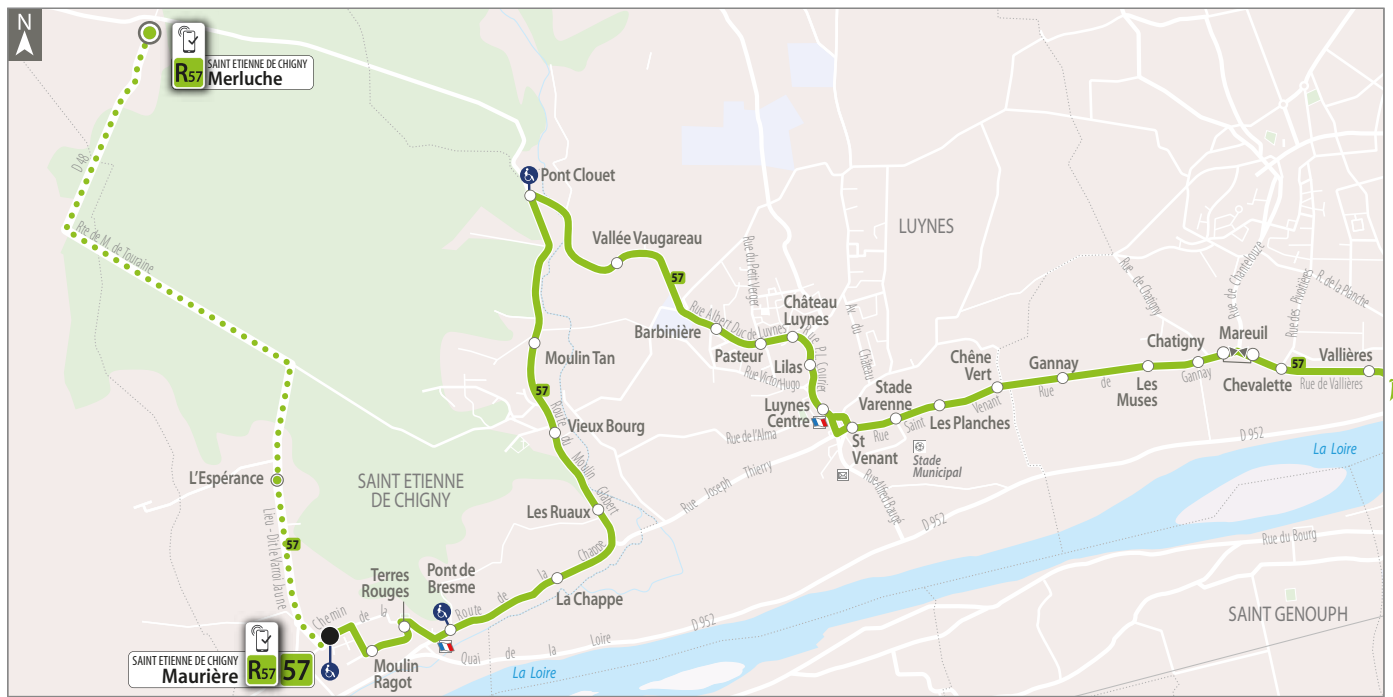 N
R57
SAINT ETIENNE DE CHIGNY
Merluche
D 48
Rte de M. de Touraine
Pont Clouet
Vallée Vaugareau
57
LUYNES
Rue du Petit Verger
Château
Luynes
Rue Albert Duc de Luynes
Barbinière
Pasteur
Rue Victor Hugo
Lilas
Rue P.L. Courier
Av. du Château
Luynes
Centre
Rue de l'Alma
St
Venant
Stade
Varenne
Rue Saint Venant
Les Planches
Chêne
Vert
Gannay
Rue de Gannay
Les
Muses
Chatigny
Rue de Chatigny
Mareuil
Rue de Chantelouze
Rue des Pivottières
R. de la Planche
Chevalette
57
Vallières
Rue de Vallières
Stade
Municipal
Rue Alfred Baugé
Rue Joseph Thierry
D 952
D 952
La Loire
Rue du Bourg
SAINT GENOUPH
Moulin Tan
57
Vieux Bourg
Route du Moulin Globert
L'Espérance
SAINT ETIENNE
DE CHIGNY
Les Ruaux
Lieu - Dit le Varroi Jaune
57
Terres
Rouges
Pont de
Bresme
Route de la Chappe
La Chappe
Chemin de la
Moulin
Ragot
Quai de la Loire
D 952
La Loire
SAINT ETIENNE DE CHIGNY
Maurière
R57
57